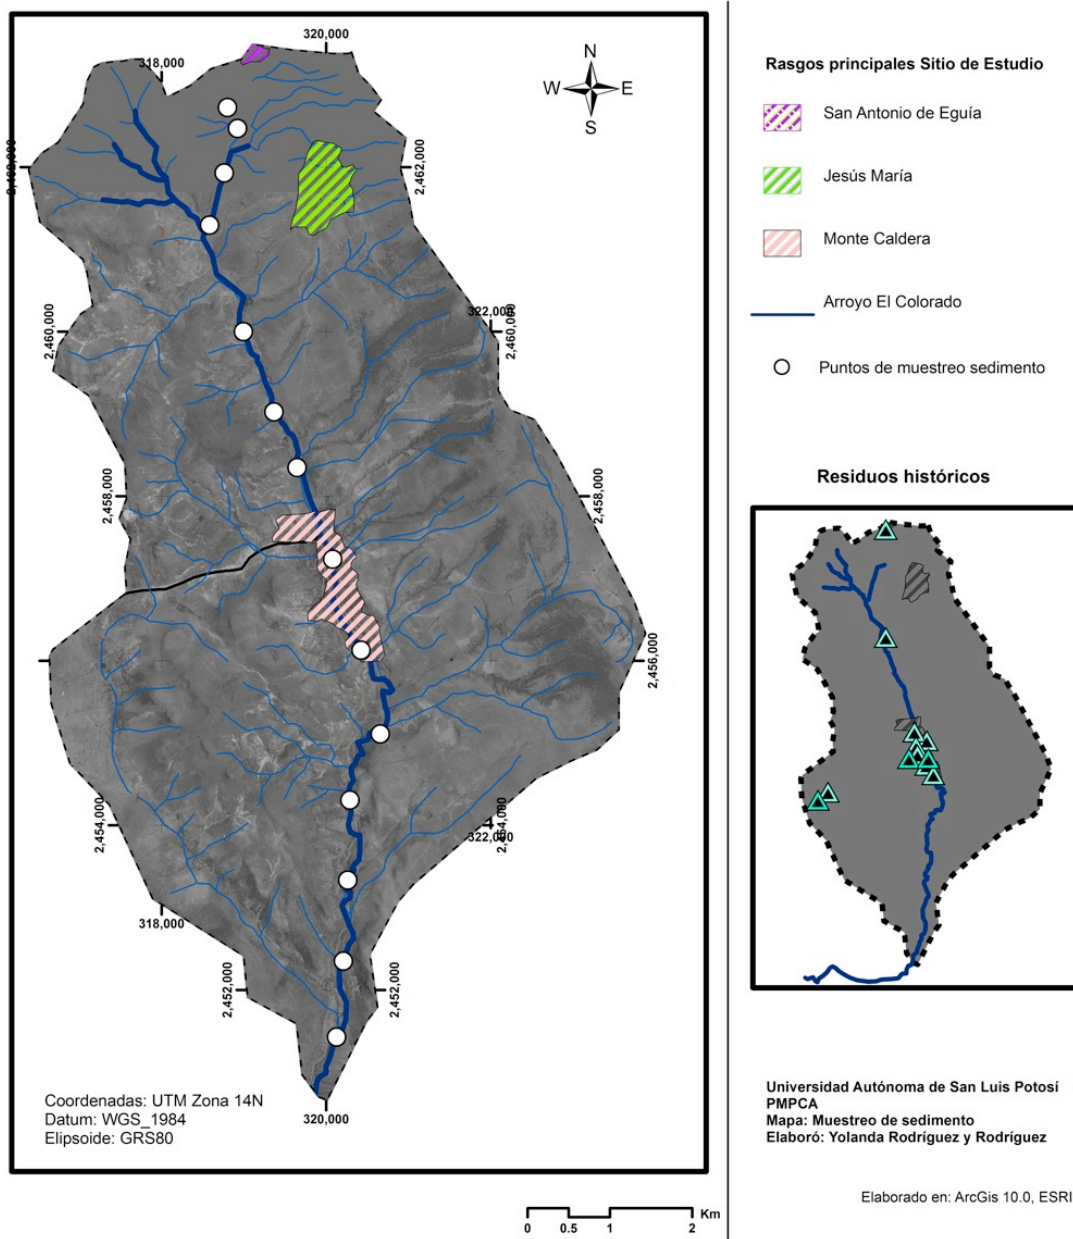 320,000
318,000
N
W E
S
2,462,000
2,462,000
322,000
2,460,000
2,460,000
2,458,000
2,458,000
2,456,000
2,454,000
2,454,000
322,000
318,000
2,452,000
2,452,000
320,000
Coordenadas: UTM Zona 14N
Datum: WGS_1984
Elipsoide: GRS80
0 0.5 1 2 Km
Rasgos principales Sitio de Estudio
San Antonio de Eguía
Jesús María
Monte Caldera
Arroyo El Colorado
Puntos de muestreo sedimento
Residuos históricos
Universidad Autónoma de San Luis Potosí
PMPCA
Mapa: Muestreo de sedimento
Elaboró: Yolanda Rodríguez y Rodríguez
Elaborado en: ArcGis 10.0, ESRI